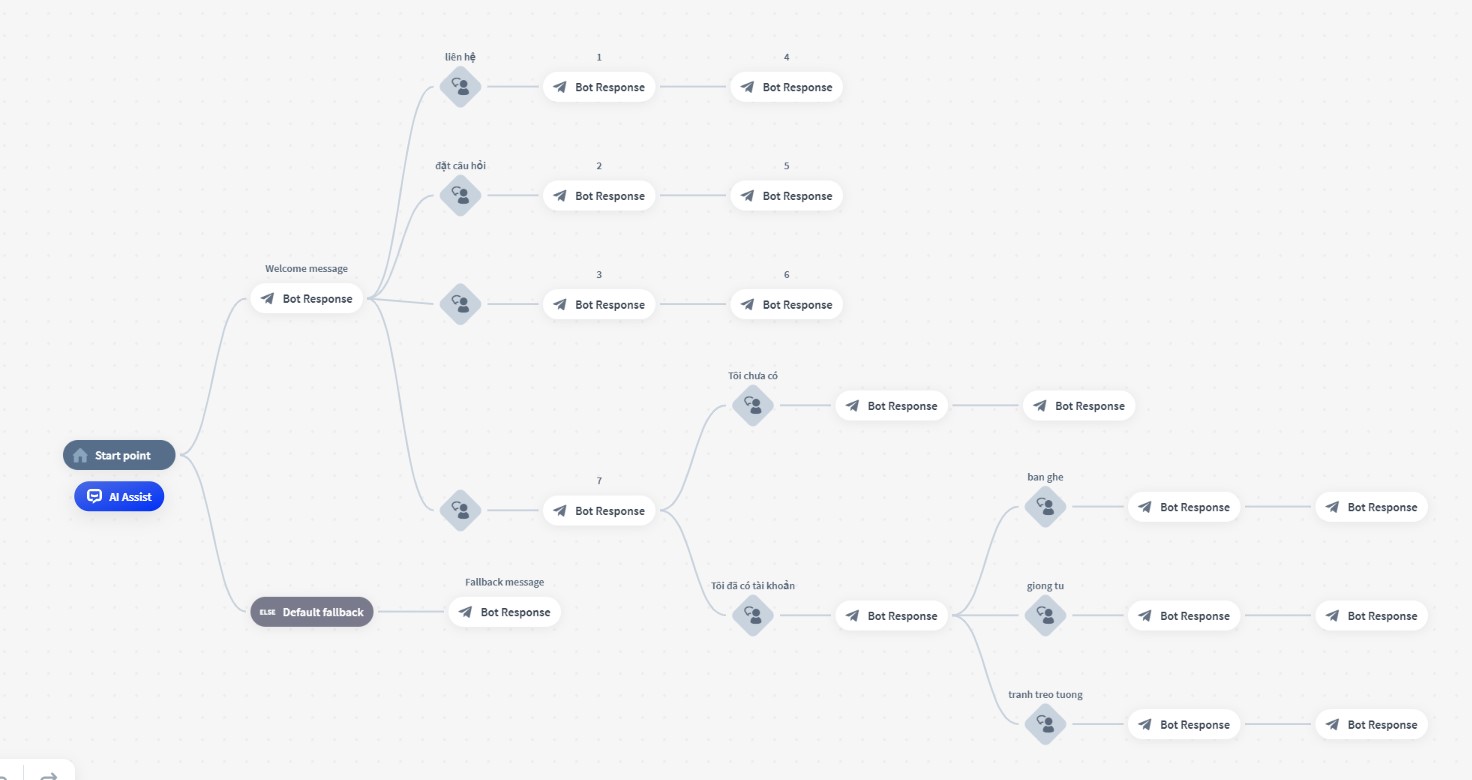 liên hệ
1
4
Bot Response
Bot Response
đặt câu hỏi
2
5
Bot Response
Bot Response
Welcome message
Bot Response
3
6
Bot Response
Bot Response
Tôi chưa có
Bot Response
Bot Response
Start point
AI Assist
7
Bot Response
ban ghe
Bot Response
Bot Response
Fallback message
ELSE Default fallback
Bot Response
Tôi đã có tài khoản
Bot Response
giong tu
Bot Response
Bot Response
tranh treo tuong
Bot Response
Bot Response